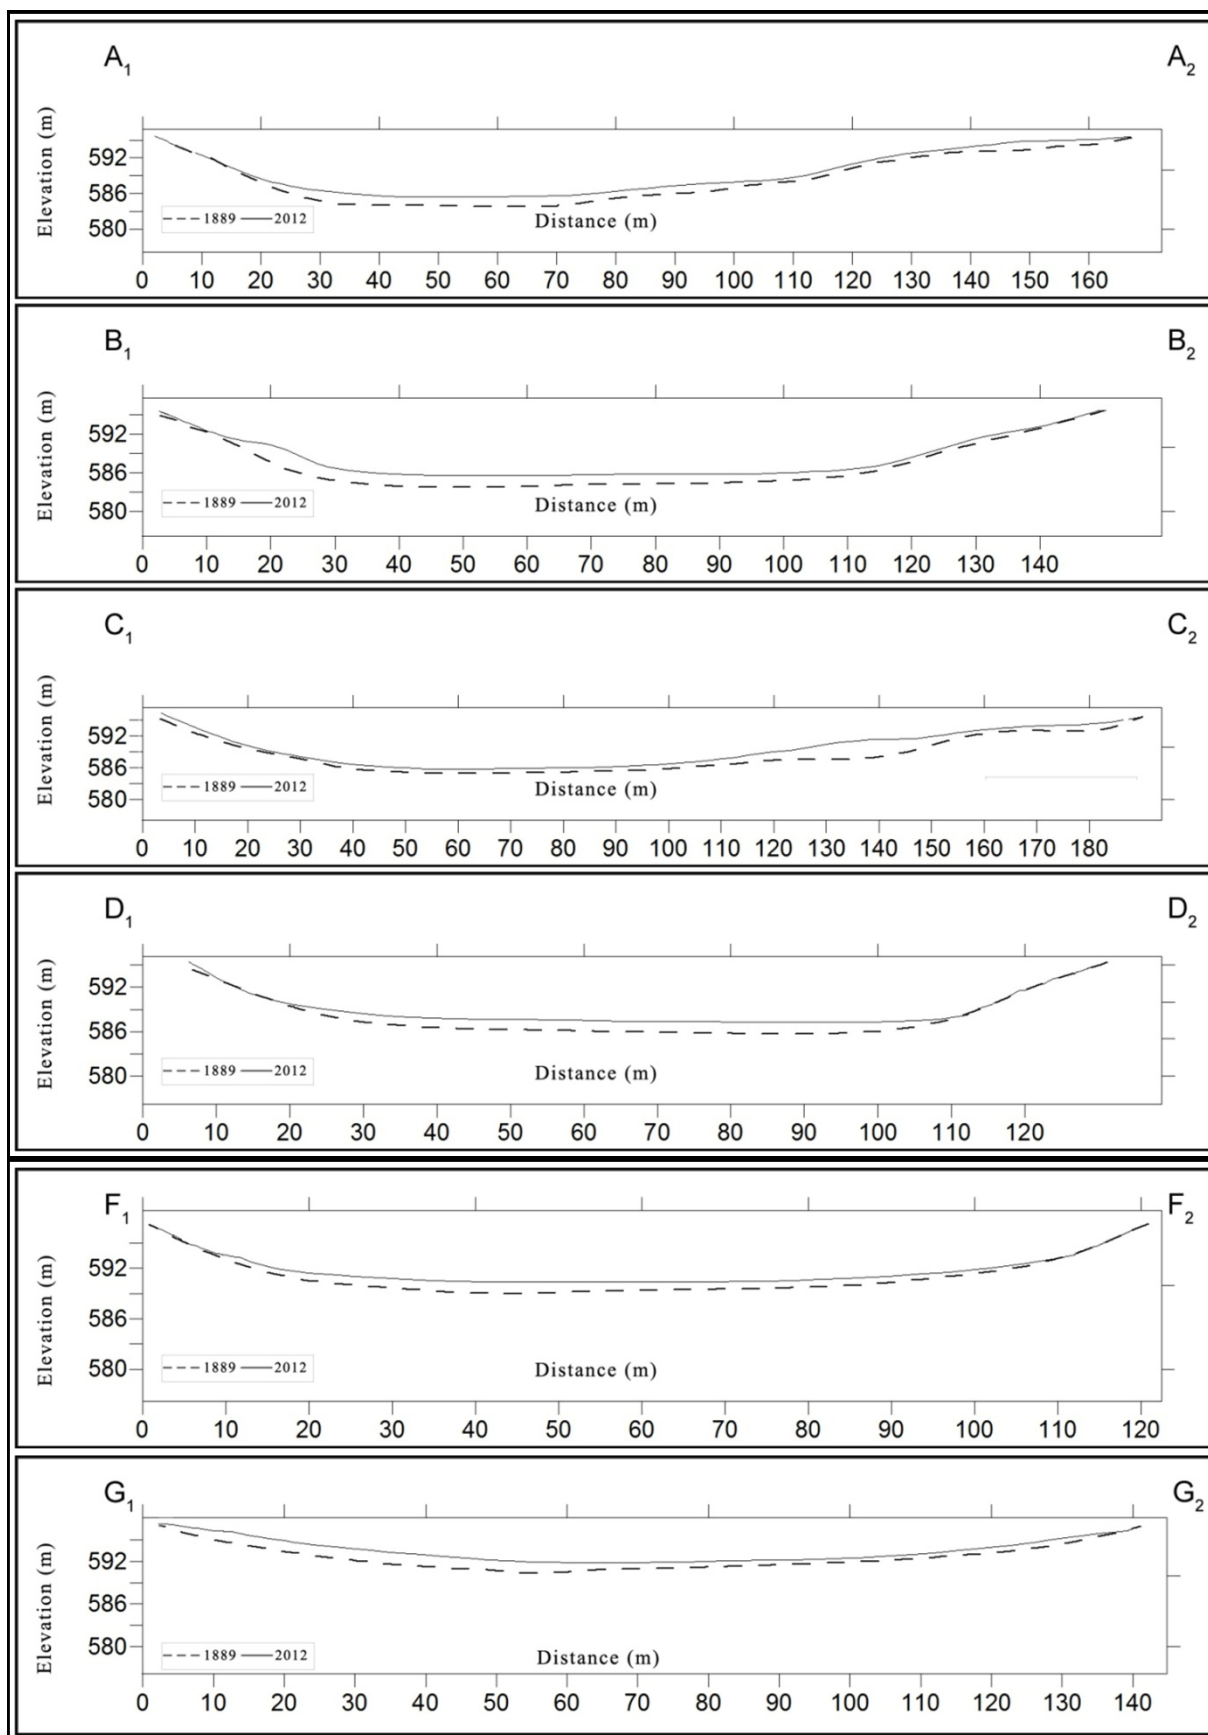 A1 A2
Elevation (m)
592
586
580
1889 2012
Distance (m)
0 10 20 30 40 50 60 70 80 90 100 110 120 130 140 150 160
B1 B2
Elevation (m)
592
586
580
1889 2012
Distance (m)
0 10 20 30 40 50 60 70 80 90 100 110 120 130 140
C1 C2
Elevation (m)
592
586
580
1889 2012
Distance (m)
0 10 20 30 40 50 60 70 80 90 100 110 120 130 140 150 160 170 180
D1 D2
Elevation (m)
592
586
580
1889 2012
Distance (m)
0 10 20 30 40 50 60 70 80 90 100 110 120
F1 F2
Elevation (m)
592
586
580
1889 2012
Distance (m)
0 10 20 30 40 50 60 70 80 90 100 110 120
G1 G2
Elevation (m)
592
586
580
1889 2012
Distance (m)
0 10 20 30 40 50 60 70 80 90 100 110 120 130 140